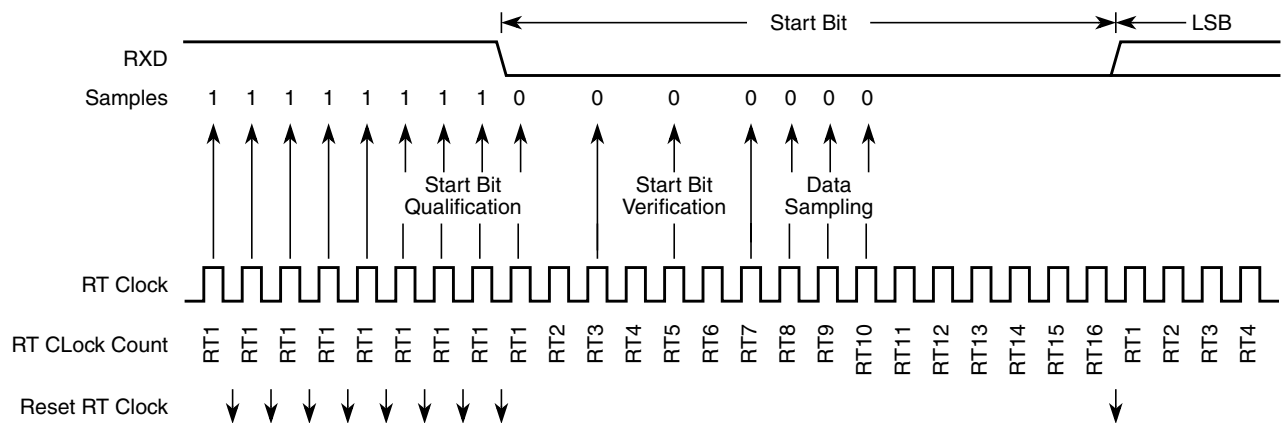 Start Bit LSB
RXD
Samples 1 1 1 1 1 1 1 1 0 0 0 0 0 0 0
Start Bit
Qualification
Start Bit
Verification
Data
Sampling
RT Clock
RT CLock Count RT1 RT1 RT1 RT1 RT1 RT1 RT1 RT1 RT1 RT2 RT3 RT4 RT5 RT6 RT7 RT8 RT9 RT10 RT11 RT12 RT13 RT14 RT15 RT16 RT1 RT2 RT3 RT4
Reset RT Clock